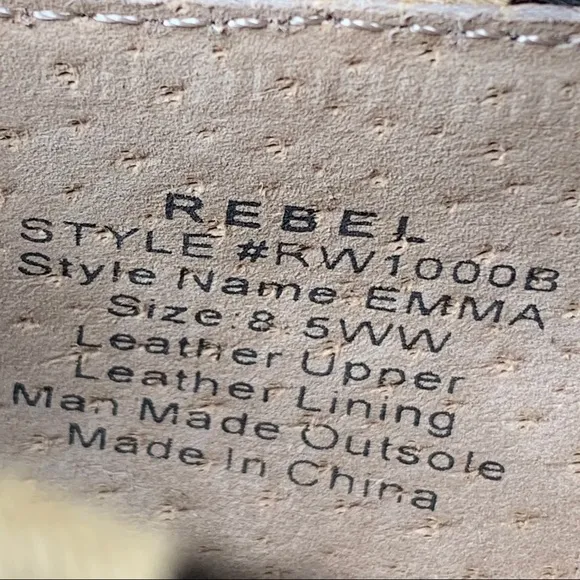 REBEL
STYLE #RW1000B
Style Name EMMA
Size:8.5WW
Leather Upper
Leather Lining
Man Made Outsole
Made In China